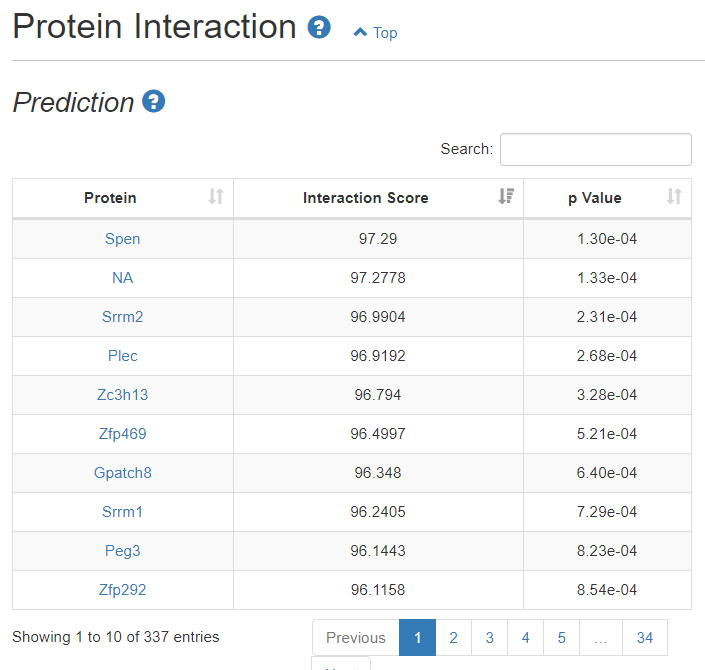 Protein Interaction ? Top
Prediction ?
Search:
Protein Interaction Score p Value
Spen 97.29 1.30e-04
NA 97.2778 1.33e-04
Srrm2 96.9904 2.31e-04
Plec 96.9192 2.68e-04
Zc3h13 96.794 3.28e-04
Zfp469 96.4997 5.21e-04
Gpatch8 96.348 6.40e-04
Srrm1 96.2405 7.29e-04
Peg3 96.1443 8.23e-04
Zfp292 96.1158 8.54e-04
Showing 1 to 10 of 337 entries Previous 1 2 3 4 5 ... 34